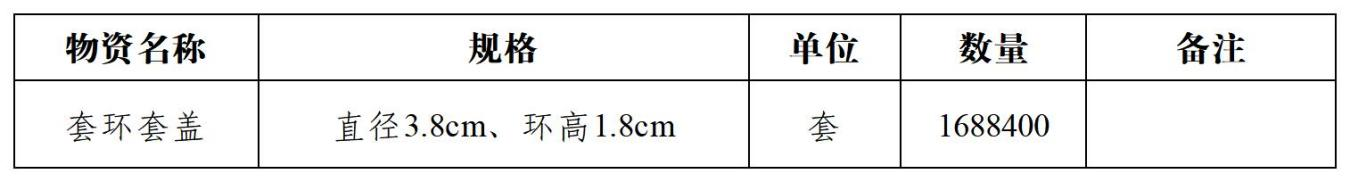 物资名称 规格 单位 数量 备注
套环套盖 直径3.8cm、环高1.8cm 套 1688400